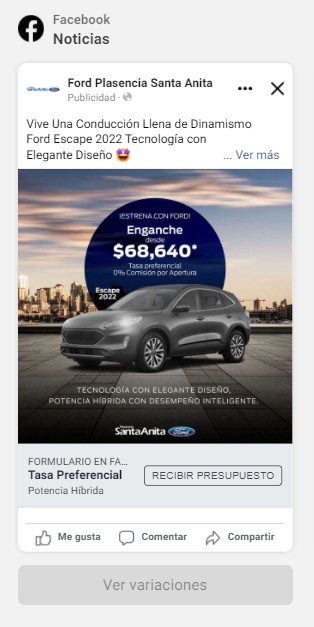 Facebook
Noticias
Ford Plasencia Santa Anita
Publicidad ·
Vive Una Conducción Llena de Dinamismo
Ford Escape 2022 Tecnología con
Elegante Diseño 🤩
... Ver más
¡ESTRENA CON FORD!
Enganche
desde
$68,640*
Tasa preferencial
0% Comisión por Apertura
Escape
2022
TECNOLOGÍA CON ELEGANTE DISEÑO,
POTENCIA HÍBRIDA CON DESEMPEÑO INTELIGENTE.
SantaAnita Ford
FORMULARIO EN FA...
Tasa Preferencial
Potencia Híbrida
RECIBIR PRESUPUESTO
Me gusta
Comentar
Compartir
Ver variaciones